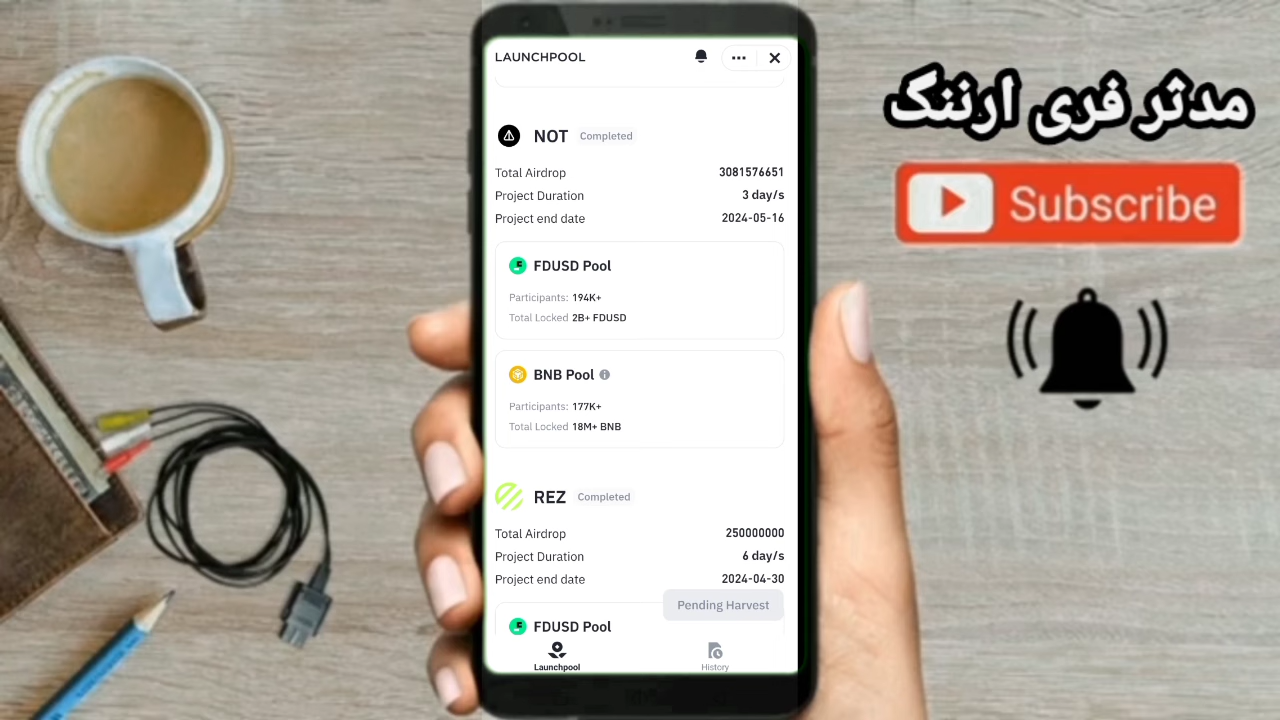 LAUNCHPOOL
NOT Completed
Total Airdrop 3081576651
Project Duration 3 day/s
Project end date 2024-05-16
FDUSD Pool
Participants: 194K+
Total Locked 2B+ FDUSD
BNB Pool
Participants: 177K+
Total Locked 18M+ BNB
REZ Completed
Total Airdrop 250000000
Project Duration 6 day/s
Project end date 2024-04-30
Pending Harvest
FDUSD Pool
Launchpool History
مدثر فری ارننگ
Subscribe